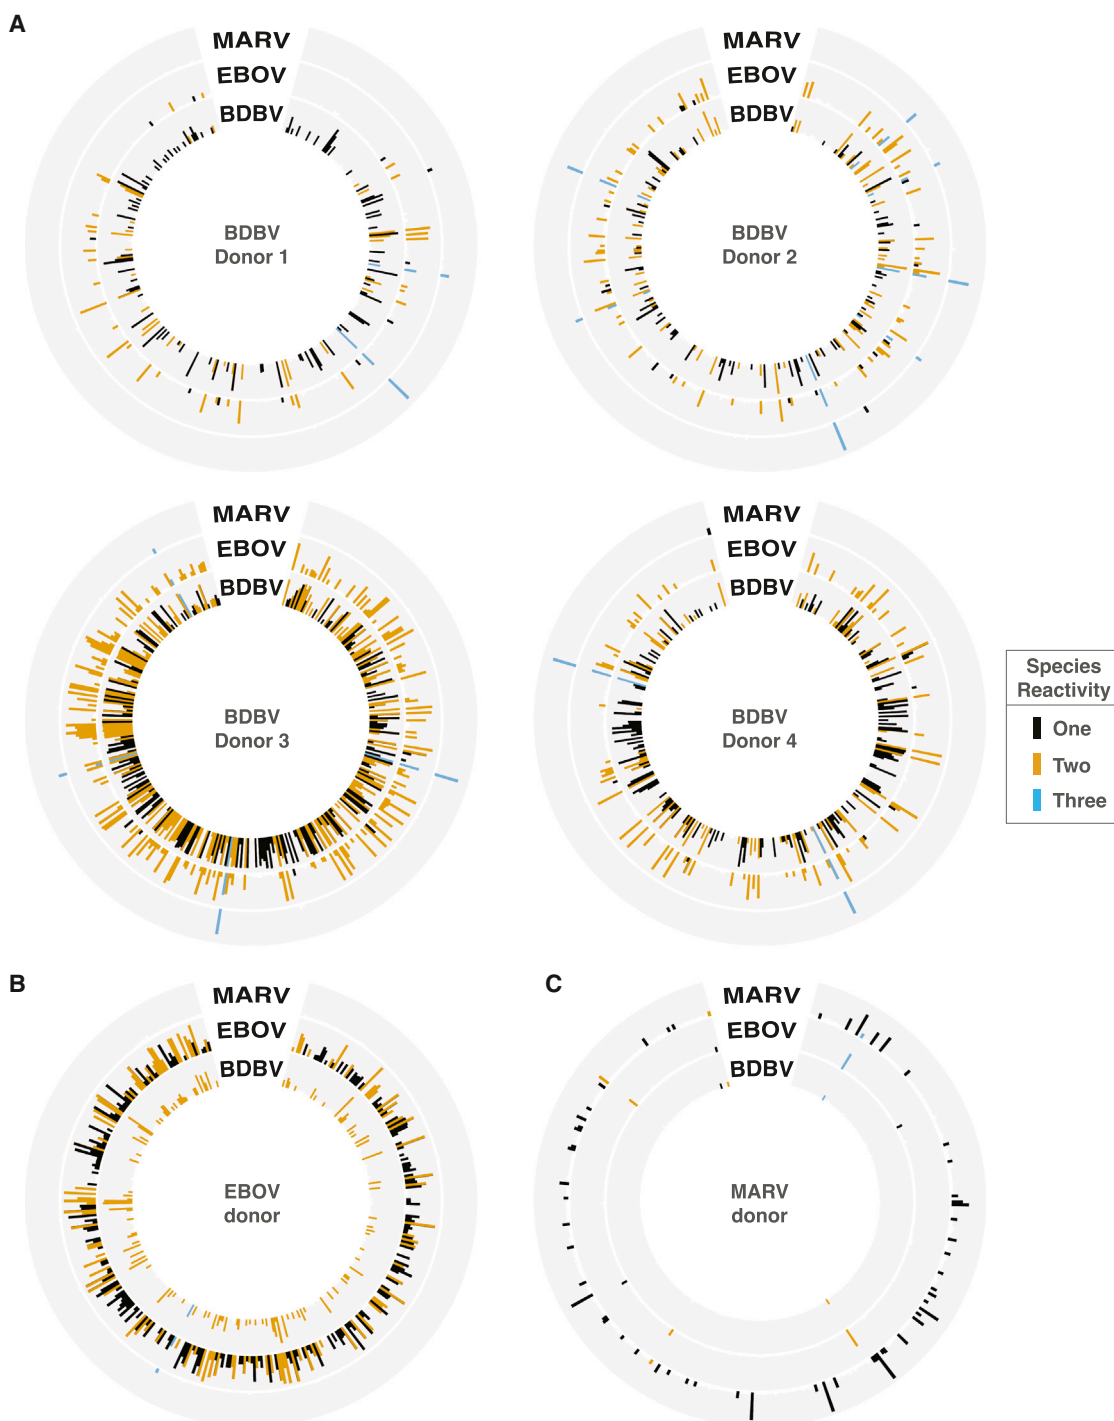 A
MARV
EBOV
BDBV
BDBV
Donor 1
MARV
EBOV
BDBV
BDBV
Donor 2
MARV
EBOV
BDBV
BDBV
Donor 3
MARV
EBOV
BDBV
BDBV
Donor 4
Species
Reactivity
One
Two
Three
B
MARV
EBOV
BDBV
EBOV
donor
C
MARV
EBOV
BDBV
MARV
donor